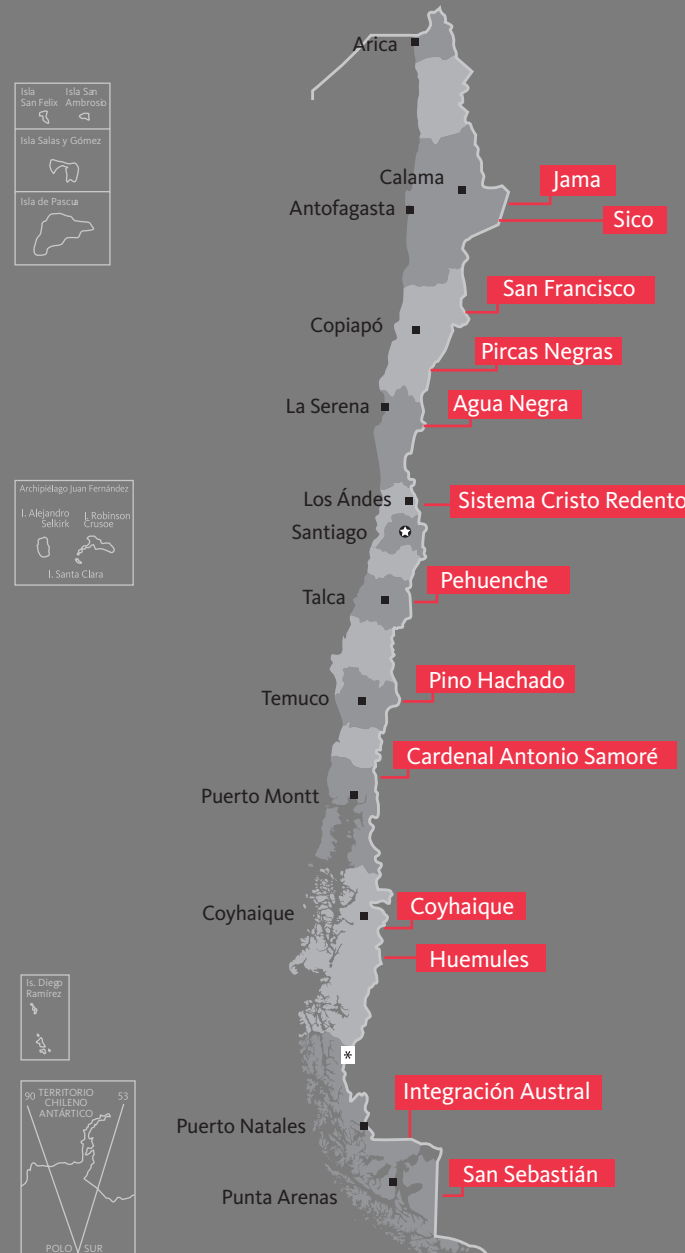 Arica
Isla
San Felix
Isla San
Ambrosio
Isla Salas y Gómez
Isla de Pascua
Calama
Antofagasta
Jama
Sico
San Francisco
Copiapó
Pircas Negras
La Serena
Agua Negra
Archipiélago Juan Fernández
I. Alejandro
Selkirk
I. Robinson
Crusoe
I. Santa Clara
Los Ándes
Sistema Cristo Redento
Santiago
Pehuenche
Talca
Pino Hachado
Temuco
Cardenal Antonio Samoré
Puerto Montt
Coyhaique
Coyhaique
Huemules
Is. Diego
Ramírez
*
90 TERRITORIO 53
CHILENO
ANTÁRTICO
Integración Austral
Puerto Natales
San Sebastián
Punta Arenas
POLO SUR